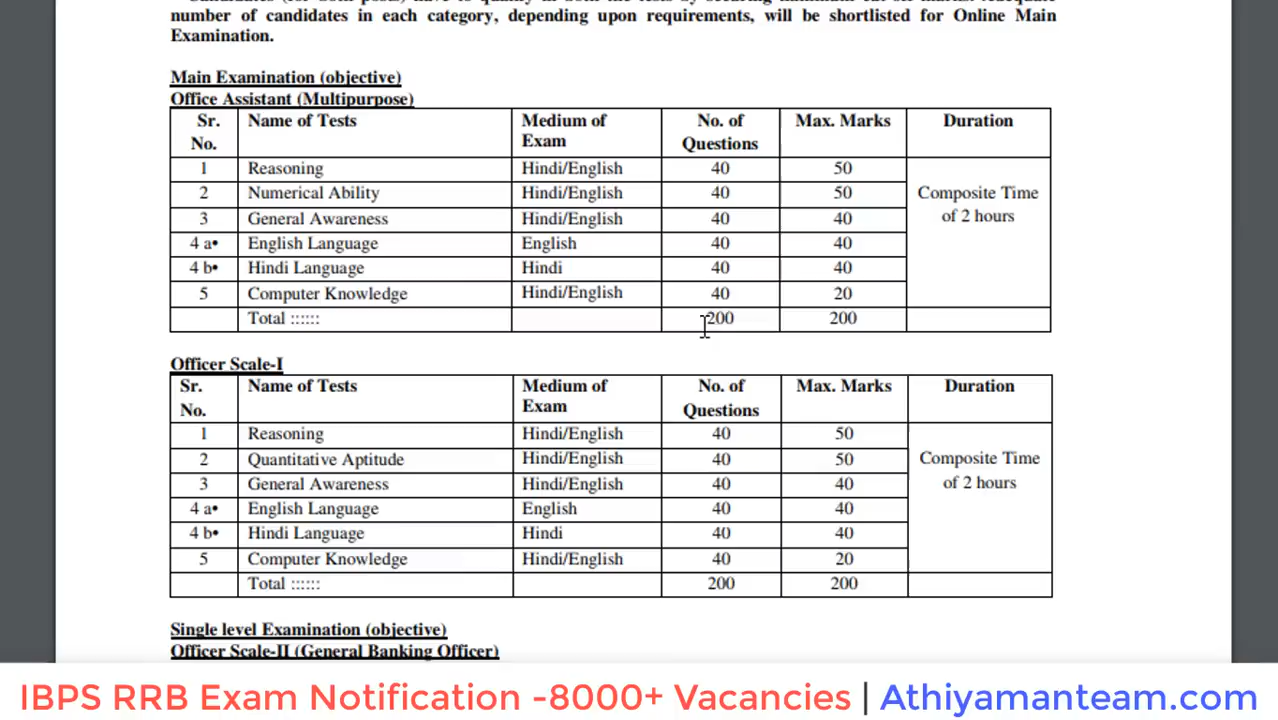 number of candidates in each category, depending upon requirements, will be shortlisted for Online Main
Examination.
Main Examination (objective)
Office Assistant (Multipurpose)
Sr. No. Name of Tests Medium of Exam No. of Questions Max. Marks Duration
1 Reasoning Hindi/English 40 50 Composite Time of 2 hours
2 Numerical Ability Hindi/English 40 50
3 General Awareness Hindi/English 40 40
4 a• English Language English 40 40
4 b• Hindi Language Hindi 40 40
5 Computer Knowledge Hindi/English 40 20
Total :::::: 200 200
Officer Scale-I
Sr. No. Name of Tests Medium of Exam No. of Questions Max. Marks Duration
1 Reasoning Hindi/English 40 50 Composite Time of 2 hours
2 Quantitative Aptitude Hindi/English 40 50
3 General Awareness Hindi/English 40 40
4 a• English Language English 40 40
4 b• Hindi Language Hindi 40 40
5 Computer Knowledge Hindi/English 40 20
Total :::::: 200 200
Single level Examination (objective)
Officer Scale-II (General Banking Officer)
IBPS RRB Exam Notification -8000+ Vacancies | Athiyamanteam.com